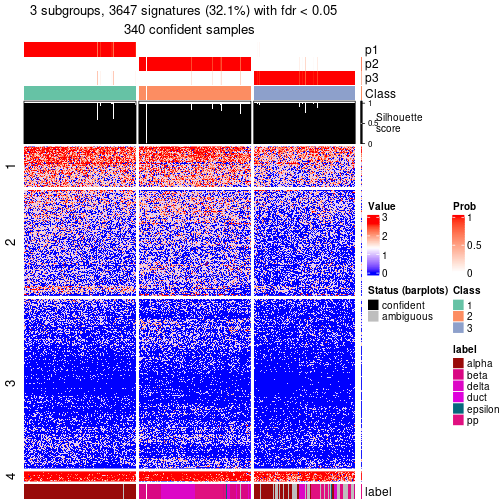 3 subgroups, 3647 signatures (32.1%) with fdr < 0.05
340 confident samples
p1
p2
p3
Class
1
0.5
0
Silhouette
score
1
2
3
4
label
Value
3
2
1
0
Prob
1
0.5
0
Status (barplots)
confident
ambiguous
Class
1
2
3
label
alpha
beta
delta
duct
epsilon
pp